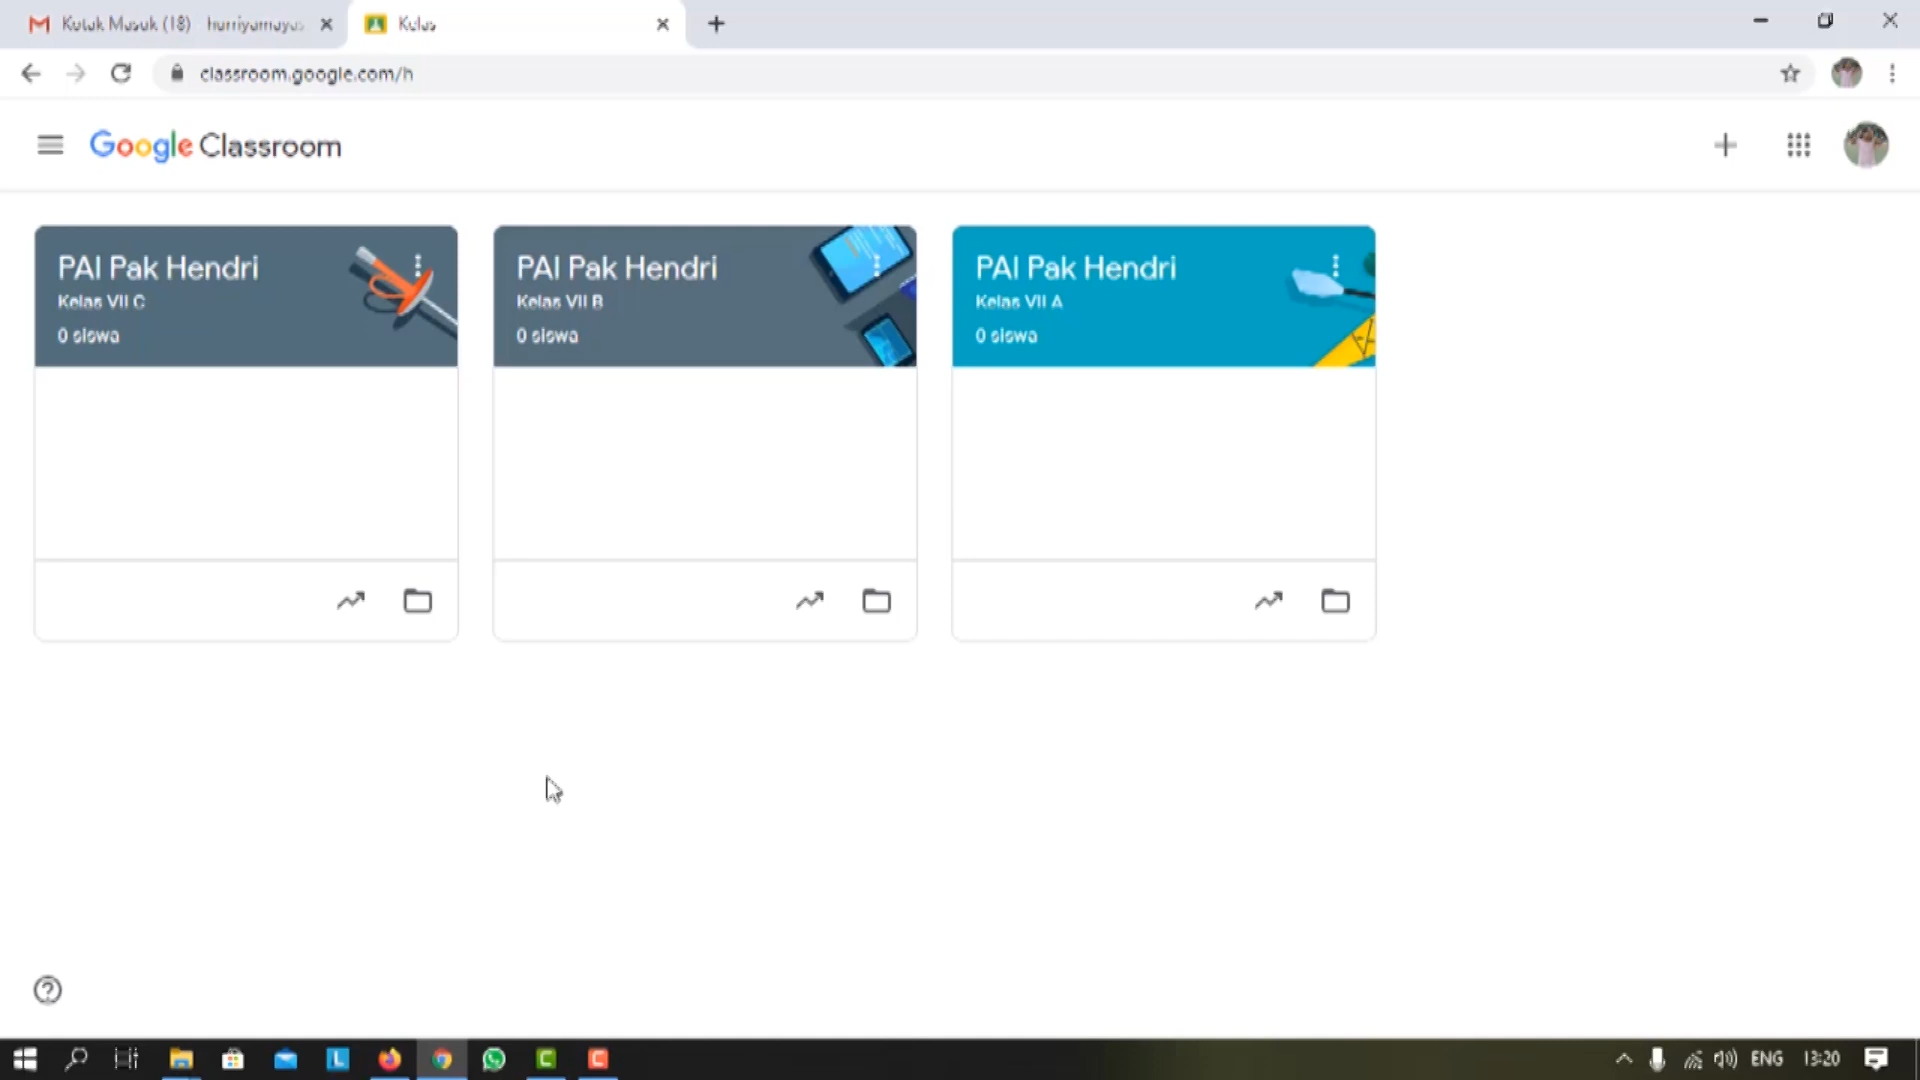 Kotak Masuk (18) hurriyamayas
Kelas
classroom.google.com/h
Google Classroom
PAI Pak Hendri
Kelas VII C
0 siswa
PAI Pak Hendri
Kelas VII B
0 siswa
PAI Pak Hendri
Kelas VII A
0 siswa
ENG 13:20